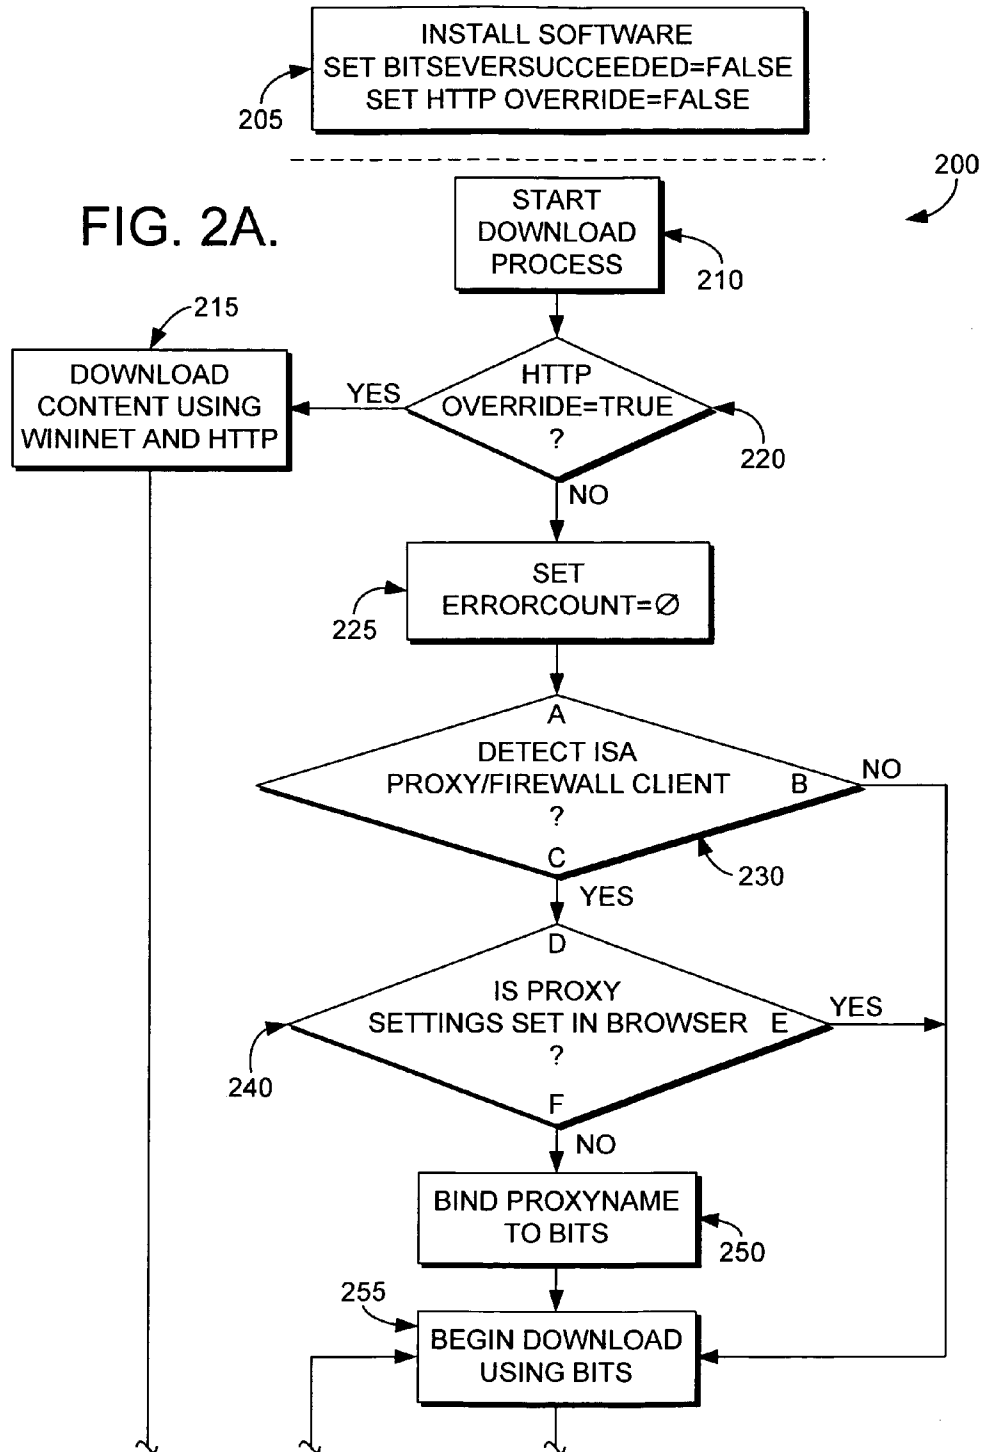 INSTALL SOFTWARE
SET BITSEVERSUCCEEDED=FALSE
SET HTTP OVERRIDE=FALSE
205
200
FIG. 2A.
START
DOWNLOAD
PROCESS
210
215
DOWNLOAD
CONTENT USING
WININET AND HTTP
YES
HTTP
OVERRIDE=TRUE
?
220
NO
SET
ERRORCOUNT=∅
225
A
DETECT ISA
PROXY/FIREWALL CLIENT
?
B
NO
C
230
YES
D
IS PROXY
SETTINGS SET IN BROWSER
?
E
YES
240
F
NO
BIND PROXYNAME
TO BITS
250
255
BEGIN DOWNLOAD
USING BITS